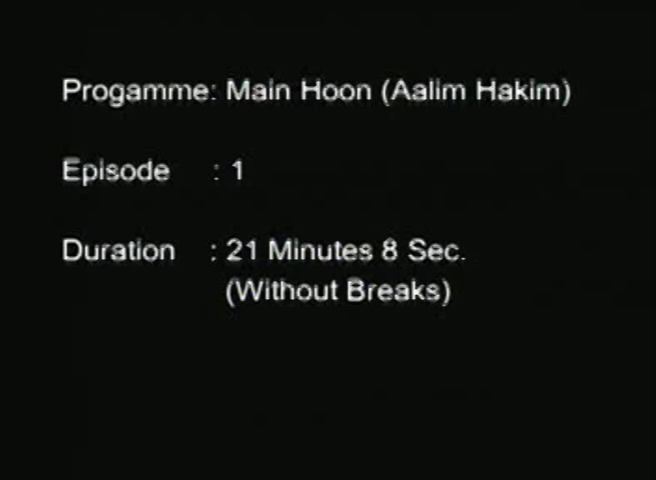 Progamme: Main Hoon (Aalim Hakim)
Episode : 1
Duration : 21 Minutes 8 Sec.
(Without Breaks)